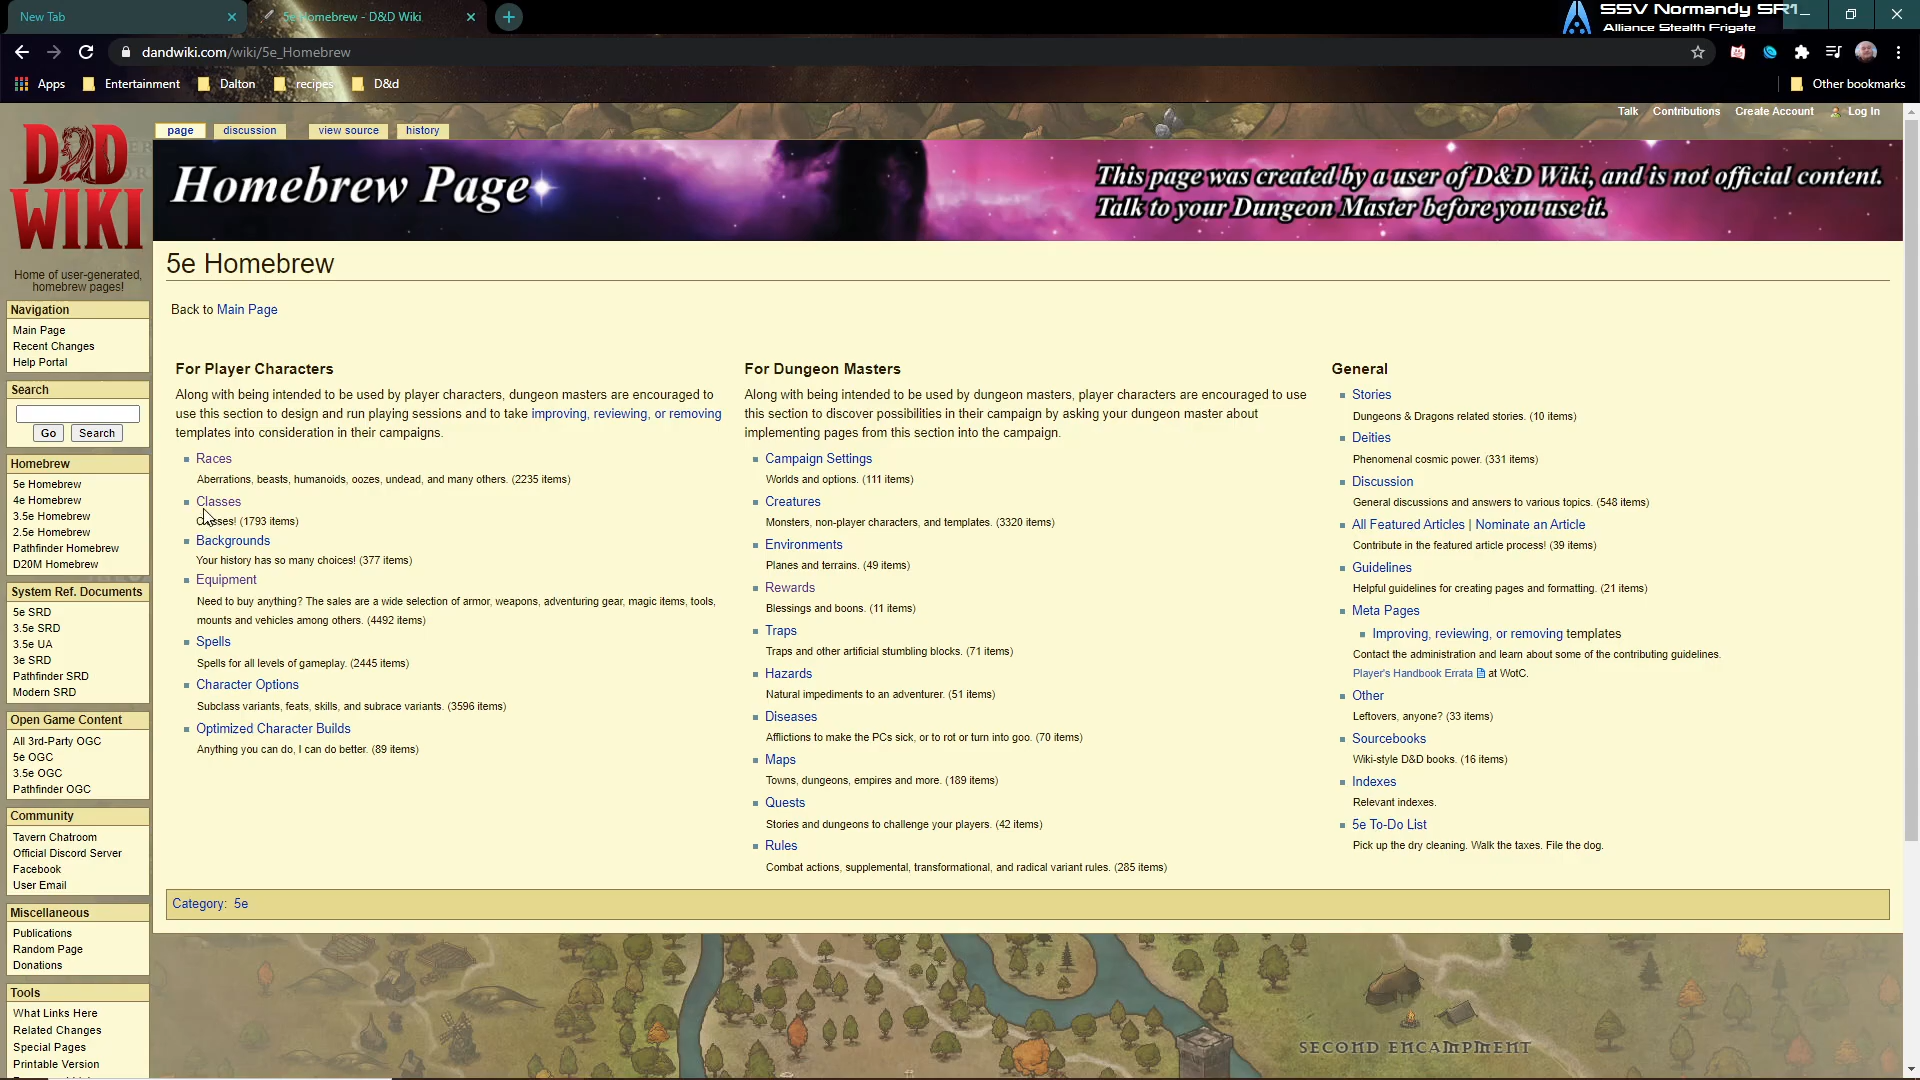 New Tab
5e Homebrew - D&D Wiki
SSV Normandy SR1
Alliance Stealth Frigate
dandwiki.com/wiki/5e_Homebrew
Apps
Entertainment
Dalton
recipes
D&d
Other bookmarks
Talk
Contributions
Create Account
Log In
page
discussion
view source
history
D&D
WIKI
Home of user-generated,
homebrew pages!
Homebrew Page
This page was created by a user of D&D Wiki, and is not official content.
Talk to your Dungeon Master before you use it.
Navigation
Main Page
Recent Changes
Help Portal
Search
Go
Search
Homebrew
5e Homebrew
4e Homebrew
3.5e Homebrew
2.5e Homebrew
Pathfinder Homebrew
D20M Homebrew
System Ref. Documents
5e SRD
3.5e SRD
3.5e UA
3e SRD
Pathfinder SRD
Modern SRD
Open Game Content
All 3rd-Party OGC
5e OGC
3.5e OGC
Pathfinder OGC
Community
Tavern Chatroom
Official Discord Server
Facebook
User Email
Miscellaneous
Publications
Random Page
Donations
Tools
What Links Here
Related Changes
Special Pages
Printable Version
5e Homebrew
Back to Main Page
For Player Characters
Along with being intended to be used by player characters, dungeon masters are encouraged to
use this section to design and run playing sessions and to take improving, reviewing, or removing
templates into consideration in their campaigns.
Races
Aberrations, beasts, humanoids, oozes, undead, and many others. (2235 items)
Classes
Classes! (1793 items)
Backgrounds
Your history has so many choices! (377 items)
Equipment
Need to buy anything? The sales are a wide selection of armor, weapons, adventuring gear, magic items, tools,
mounts and vehicles among others. (4492 items)
Spells
Spells for all levels of gameplay. (2445 items)
Character Options
Subclass variants, feats, skills, and subrace variants. (3596 items)
Optimized Character Builds
Anything you can do, I can do better. (89 items)
For Dungeon Masters
Along with being intended to be used by dungeon masters, player characters are encouraged to use
this section to discover possibilities in their campaign by asking your dungeon master about
implementing pages from this section into the campaign.
Campaign Settings
Worlds and options. (111 items)
Creatures
Monsters, non-player characters, and templates. (3320 items)
Environments
Planes and terrains. (49 items)
Rewards
Blessings and boons. (11 items)
Traps
Traps and other artificial stumbling blocks. (71 items)
Hazards
Natural impediments to an adventurer. (51 items)
Diseases
Afflictions to make the PCs sick, or to rot or turn into goo. (70 items)
Maps
Towns, dungeons, empires and more. (189 items)
Quests
Stories and dungeons to challenge your players. (42 items)
Rules
Combat actions, supplemental, transformational, and radical variant rules. (285 items)
General
Stories
Dungeons & Dragons related stories. (10 items)
Deities
Phenomenal cosmic power. (331 items)
Discussion
General discussions and answers to various topics. (548 items)
All Featured Articles | Nominate an Article
Contribute in the featured article process! (39 items)
Guidelines
Helpful guidelines for creating pages and formatting. (21 items)
Meta Pages
Improving, reviewing, or removing templates
Contact the administration and learn about some of the contributing guidelines.
Player's Handbook Errata at WotC.
Other
Leftovers, anyone? (33 items)
Sourcebooks
Wiki-style D&D books. (16 items)
Indexes
Relevant indexes.
5e To-Do List
Pick up the dry cleaning. Walk the taxes. File the dog.
Category: 5e
SECOND ENCAMPMENT